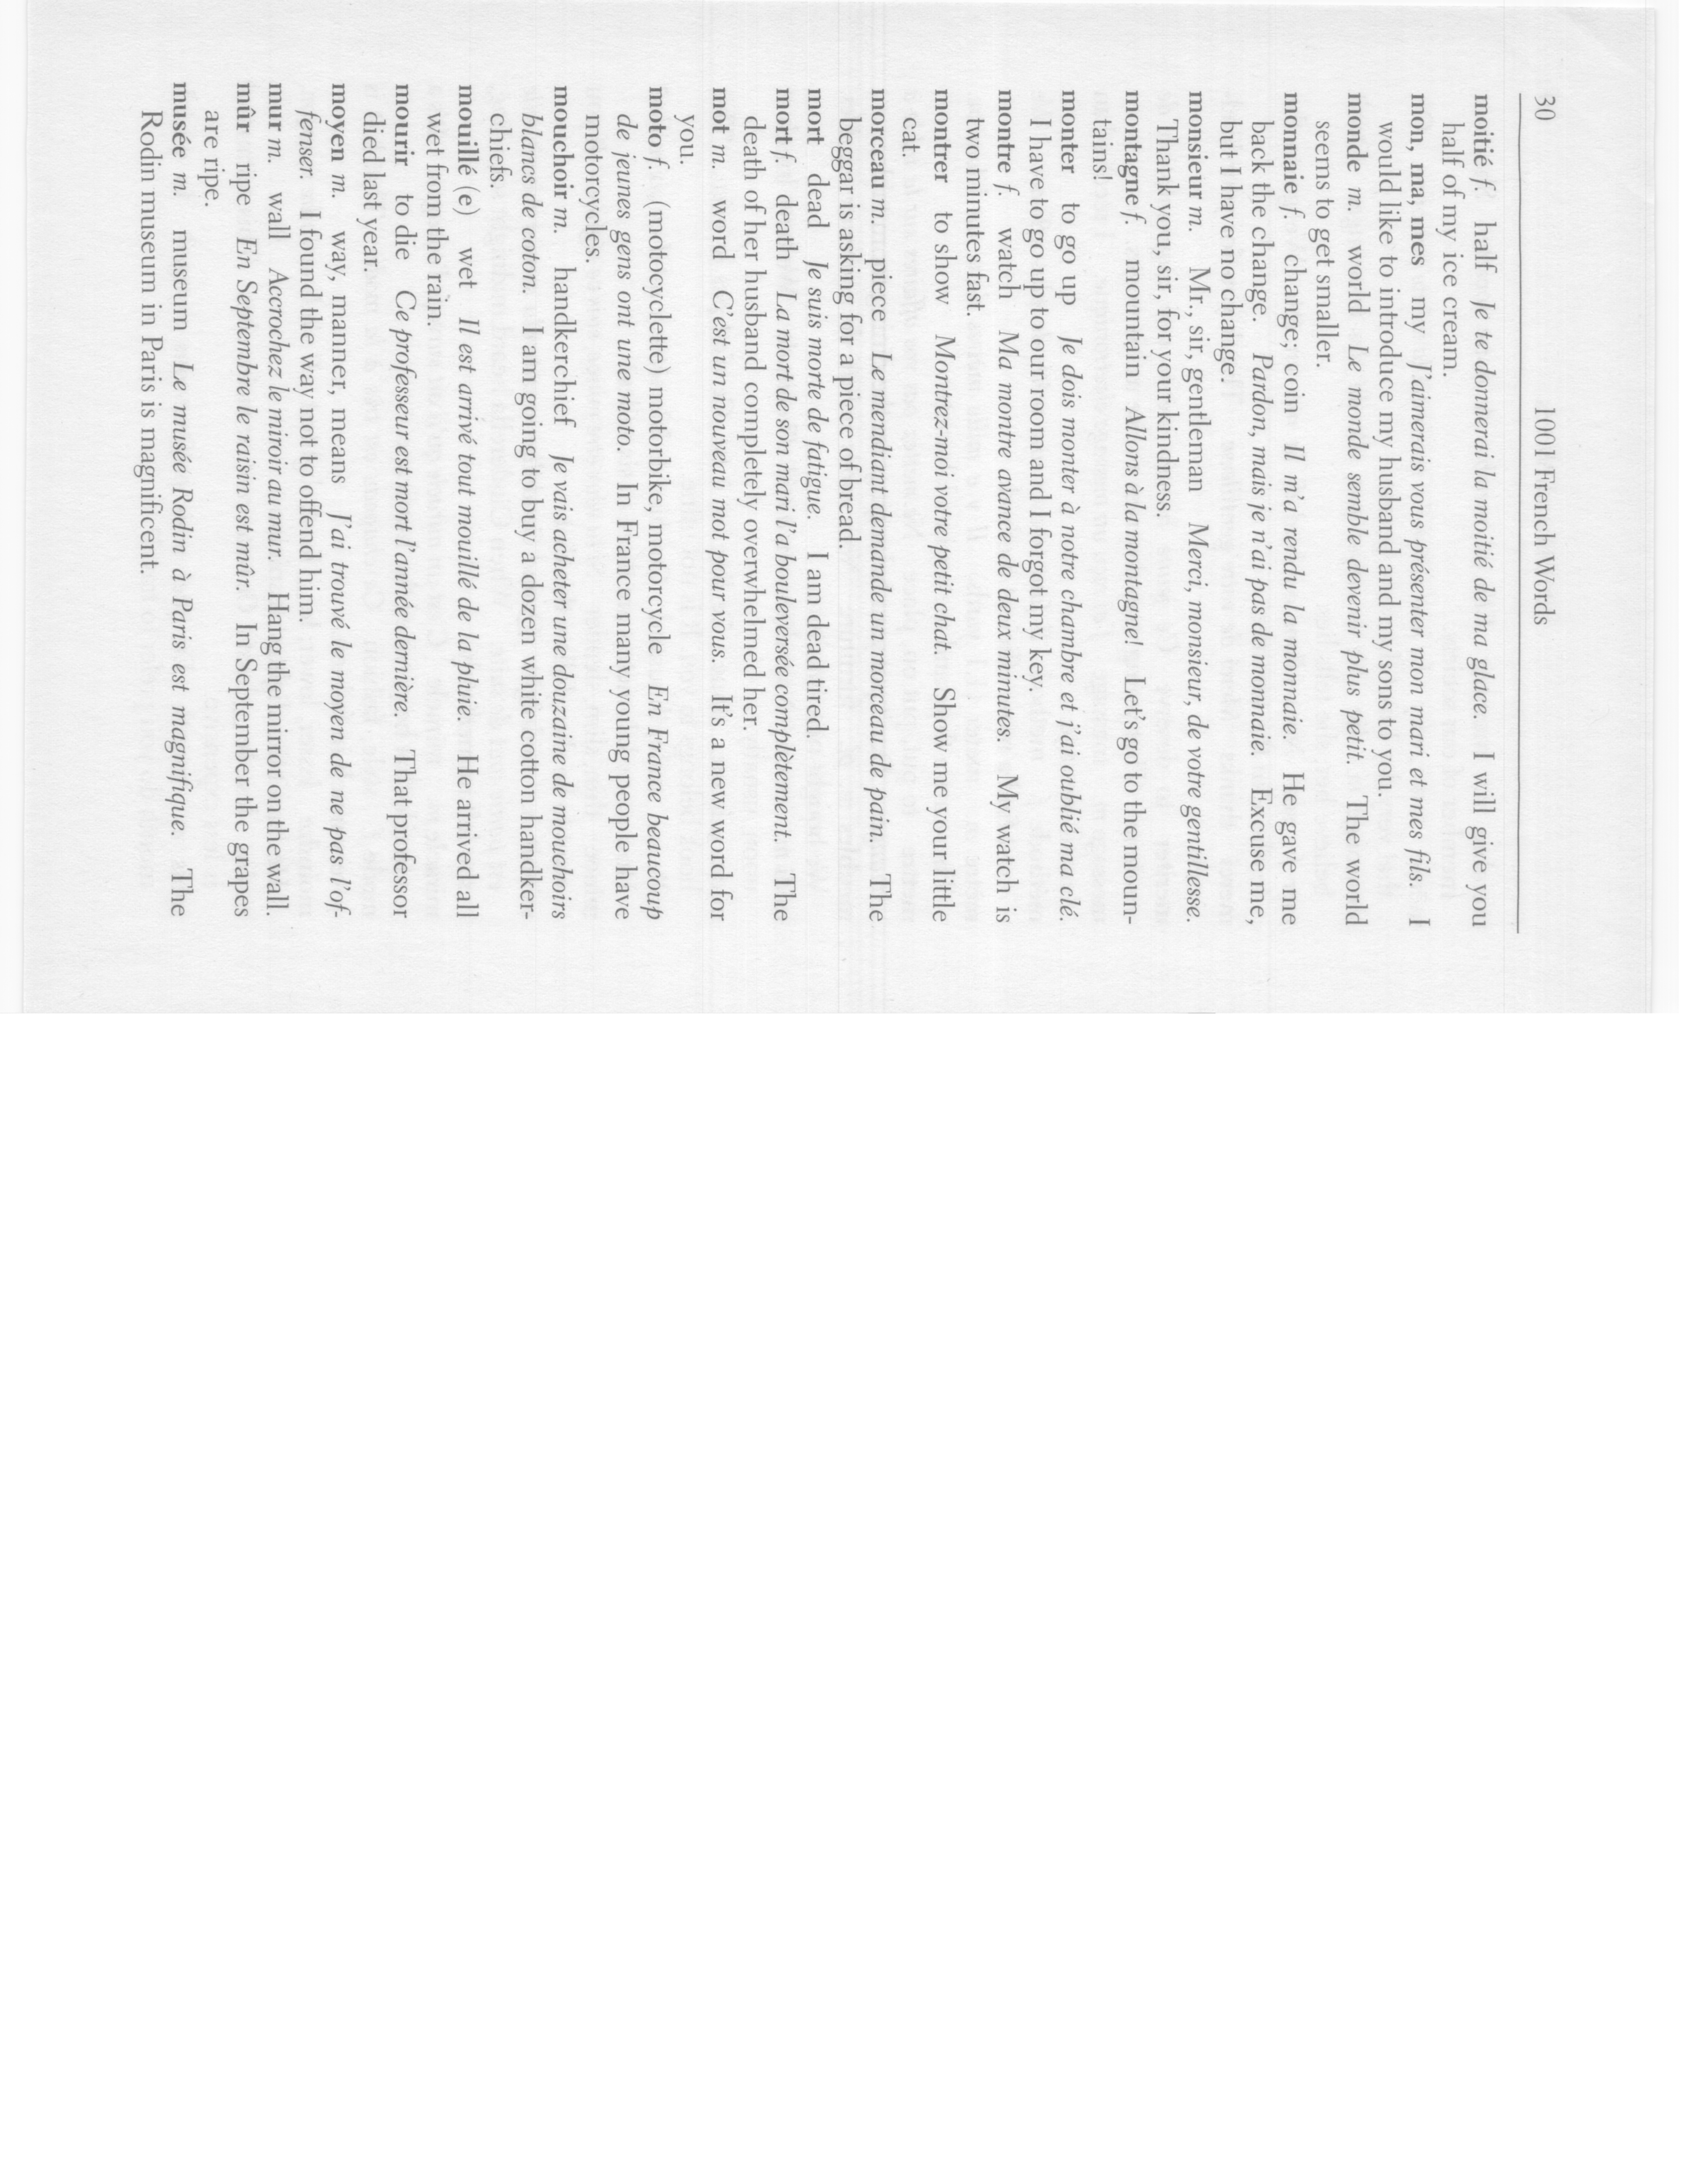 30 1001 French Words
moitié f. half Je te donnerai la moitié de ma glace. I will give you
half of my ice cream.
mon, ma, mes my J'aimerais vous présenter mon mari et mes fils. I
would like to introduce my husband and my sons to you.
monde m. world Le monde semble devenir plus petit. The world
seems to get smaller.
monnaie f. change; coin Il m'a rendu la monnaie. He gave me
back the change. Pardon, mais je n'ai pas de monnaie. Excuse me,
but I have no change.
monsieur m. Mr., sir, gentleman Merci, monsieur, de votre gentillesse.
Thank you, sir, for your kindness.
montagne f. mountain Allons à la montagne! Let's go to the moun-
tains!
monter to go up Je dois monter à notre chambre et j'ai oublié ma clé.
I have to go up to our room and I forgot my key.
montre f. watch Ma montre avance de deux minutes. My watch is
two minutes fast.
montrer to show Montrez-moi votre petit chat. Show me your little
cat.
morceau m. piece Le mendiant demande un morceau de pain. The
beggar is asking for a piece of bread.
mort dead Je suis morte de fatigue. I am dead tired.
mort f. death La mort de son mari l'a bouleversée complètement. The
death of her husband completely overwhelmed her.
mot m. word C'est un nouveau mot pour vous. It's a new word for
you.
moto f. (motocyclette) motorbike, motorcycle En France beaucoup
de jeunes gens ont une moto. In France many young people have
motorcycles.
mouchoir m. handkerchief Je vais acheter une douzaine de mouchoirs
blancs de coton. I am going to buy a dozen white cotton handker-
chiefs.
mouillé (e) wet Il est arrivé tout mouillé de la pluie. He arrived all
wet from the rain.
mourir to die Ce professeur est mort l'année dernière. That professor
died last year.
moyen m. way, manner, means J'ai trouvé le moyen de ne pas l'of-
fenser. I found the way not to offend him.
mur m. wall Accrochez le miroir au mur. Hang the mirror on the wall.
mûr ripe En Septembre le raisin est mûr. In September the grapes
are ripe.
musée m. museum Le musée Rodin à Paris est magnifique. The
Rodin museum in Paris is magnificent.